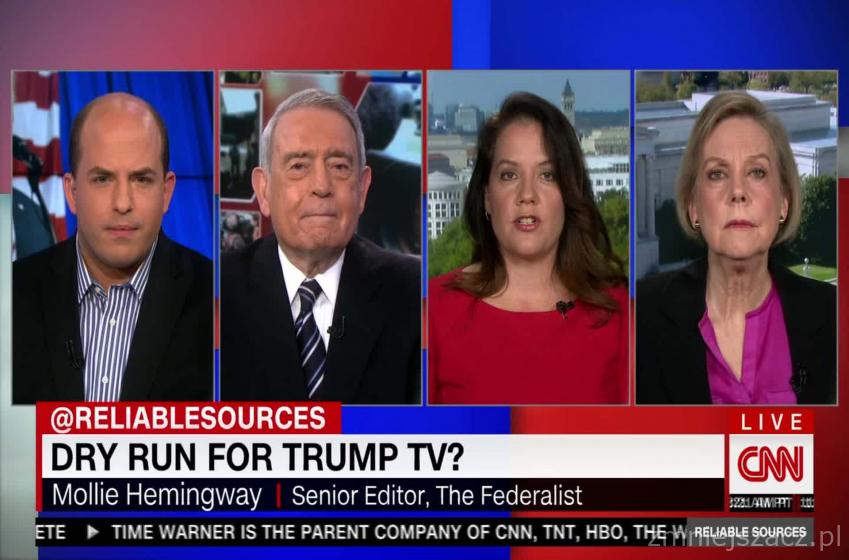 @RELIABLESOURCES
DRY RUN FOR TRUMP TV?
Mollie Hemingway | Senior Editor, The Federalist
LIVE
CNN
ETE ▶ TIME WARNER IS THE PARENT COMPANY OF CNN, TNT, HBO, THE W
RELIABLE SOURCES
zmniejszacz.pl